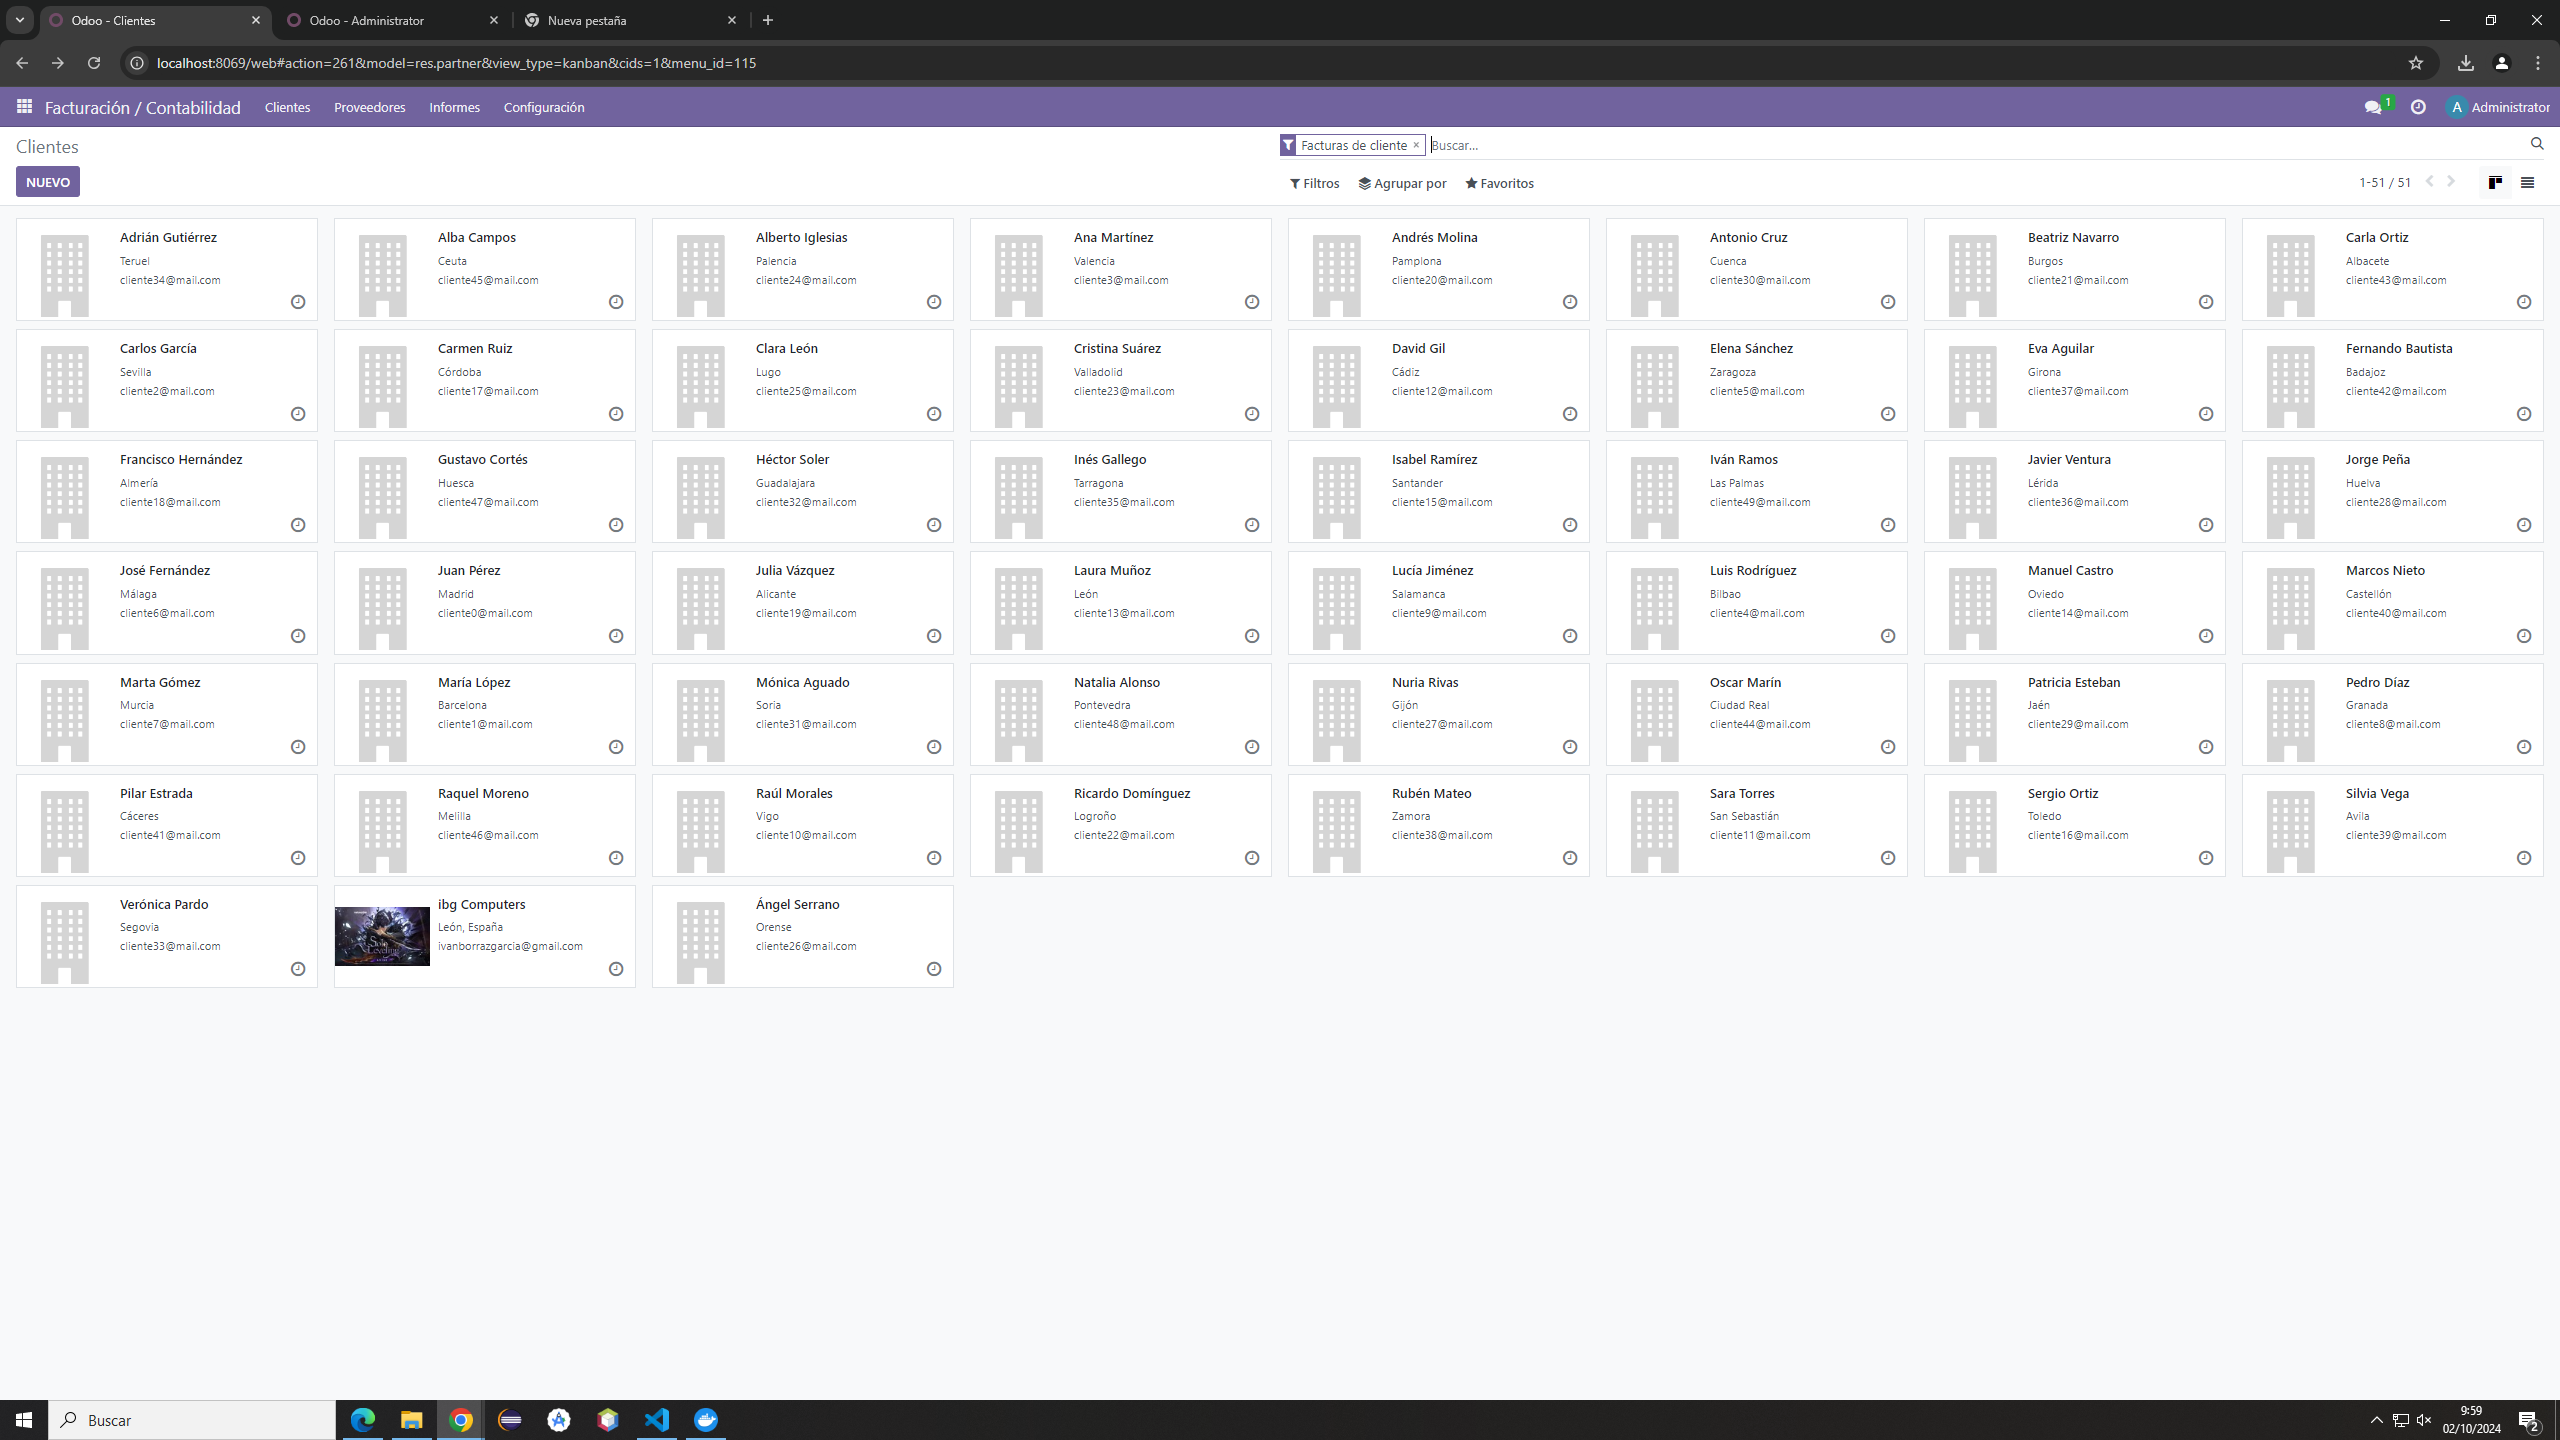 Odoo - Clientes
Odoo - Administrator
Nueva pestaña
localhost:8069/web#action=261&model=res.partner&view_type=kanban&cids=1&menu_id=115
Facturación / Contabilidad Clientes Proveedores Informes Configuración 1 A Administrator
Clientes
Facturas de cliente × Buscar...
NUEVO
Filtros Agrupar por Favoritos 1-51 / 51
Adrián Gutiérrez
Teruel
cliente34@mail.com
Alba Campos
Ceuta
cliente45@mail.com
Alberto Iglesias
Palencia
cliente24@mail.com
Ana Martínez
Valencia
cliente3@mail.com
Andrés Molina
Pamplona
cliente20@mail.com
Antonio Cruz
Cuenca
cliente30@mail.com
Beatriz Navarro
Burgos
cliente21@mail.com
Carla Ortiz
Albacete
cliente43@mail.com
Carlos García
Sevilla
cliente2@mail.com
Carmen Ruiz
Córdoba
cliente17@mail.com
Clara León
Lugo
cliente25@mail.com
Cristina Suárez
Valladolid
cliente23@mail.com
David Gil
Cádiz
cliente12@mail.com
Elena Sánchez
Zaragoza
cliente5@mail.com
Eva Aguilar
Girona
cliente37@mail.com
Fernando Bautista
Badajoz
cliente42@mail.com
Francisco Hernández
Almería
cliente18@mail.com
Gustavo Cortés
Huesca
cliente47@mail.com
Héctor Soler
Guadalajara
cliente32@mail.com
Inés Gallego
Tarragona
cliente35@mail.com
Isabel Ramírez
Santander
cliente15@mail.com
Iván Ramos
Las Palmas
cliente49@mail.com
Javier Ventura
Lérida
cliente36@mail.com
Jorge Peña
Huelva
cliente28@mail.com
José Fernández
Málaga
cliente6@mail.com
Juan Pérez
Madrid
cliente0@mail.com
Julia Vázquez
Alicante
cliente19@mail.com
Laura Muñoz
León
cliente13@mail.com
Lucía Jiménez
Salamanca
cliente9@mail.com
Luis Rodríguez
Bilbao
cliente4@mail.com
Manuel Castro
Oviedo
cliente14@mail.com
Marcos Nieto
Castellón
cliente40@mail.com
Marta Gómez
Murcia
cliente7@mail.com
María López
Barcelona
cliente1@mail.com
Mónica Aguado
Soria
cliente31@mail.com
Natalia Alonso
Pontevedra
cliente48@mail.com
Nuria Rivas
Gijón
cliente27@mail.com
Oscar Marín
Ciudad Real
cliente44@mail.com
Patricia Esteban
Jaén
cliente29@mail.com
Pedro Díaz
Granada
cliente8@mail.com
Pilar Estrada
Cáceres
cliente41@mail.com
Raquel Moreno
Melilla
cliente46@mail.com
Raúl Morales
Vigo
cliente10@mail.com
Ricardo Domínguez
Logroño
cliente22@mail.com
Rubén Mateo
Zamora
cliente38@mail.com
Sara Torres
San Sebastián
cliente11@mail.com
Sergio Ortiz
Toledo
cliente16@mail.com
Silvia Vega
Avila
cliente39@mail.com
Verónica Pardo
Segovia
cliente33@mail.com
Solo Leveling
ibg Computers
León, España
ivanborrazgarcia@gmail.com
Ángel Serrano
Orense
cliente26@mail.com
Buscar
9:59
02/10/2024
2